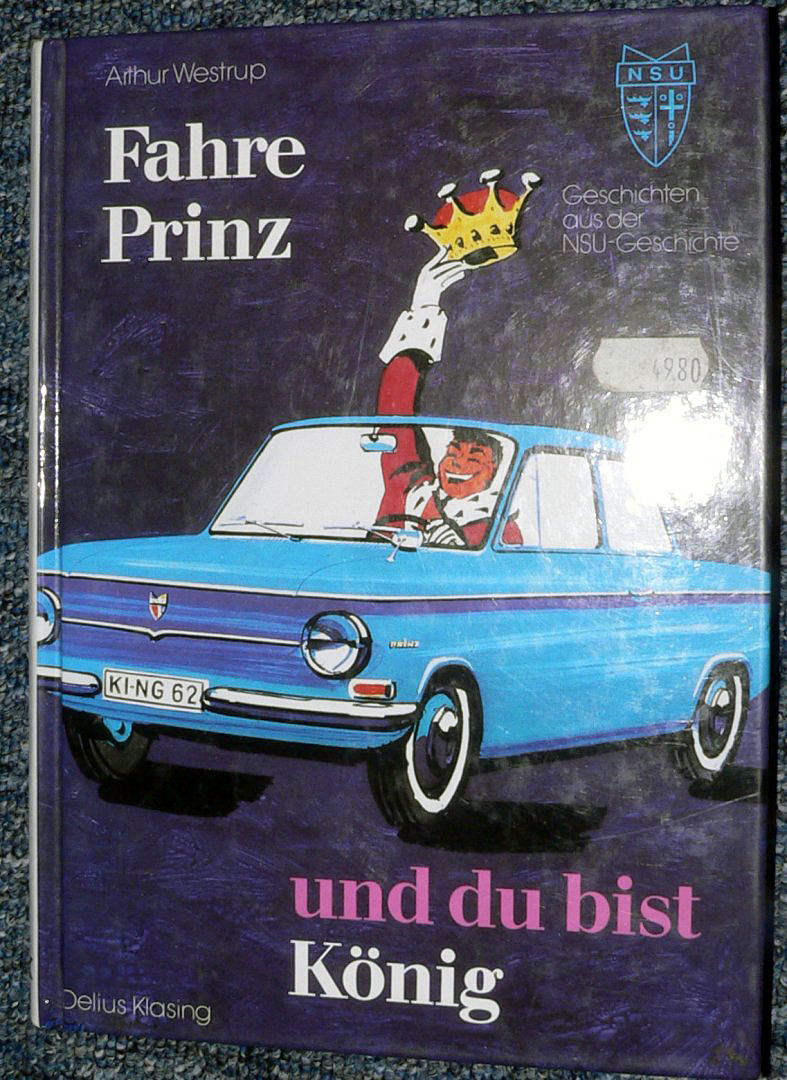 Arthur Westrup
Fahre
Prinz
NSU
Geschichten
aus der
NSU-Geschichte
49.80
PRINZ
KI-NG 62
und du bist
König
Delius Klasing